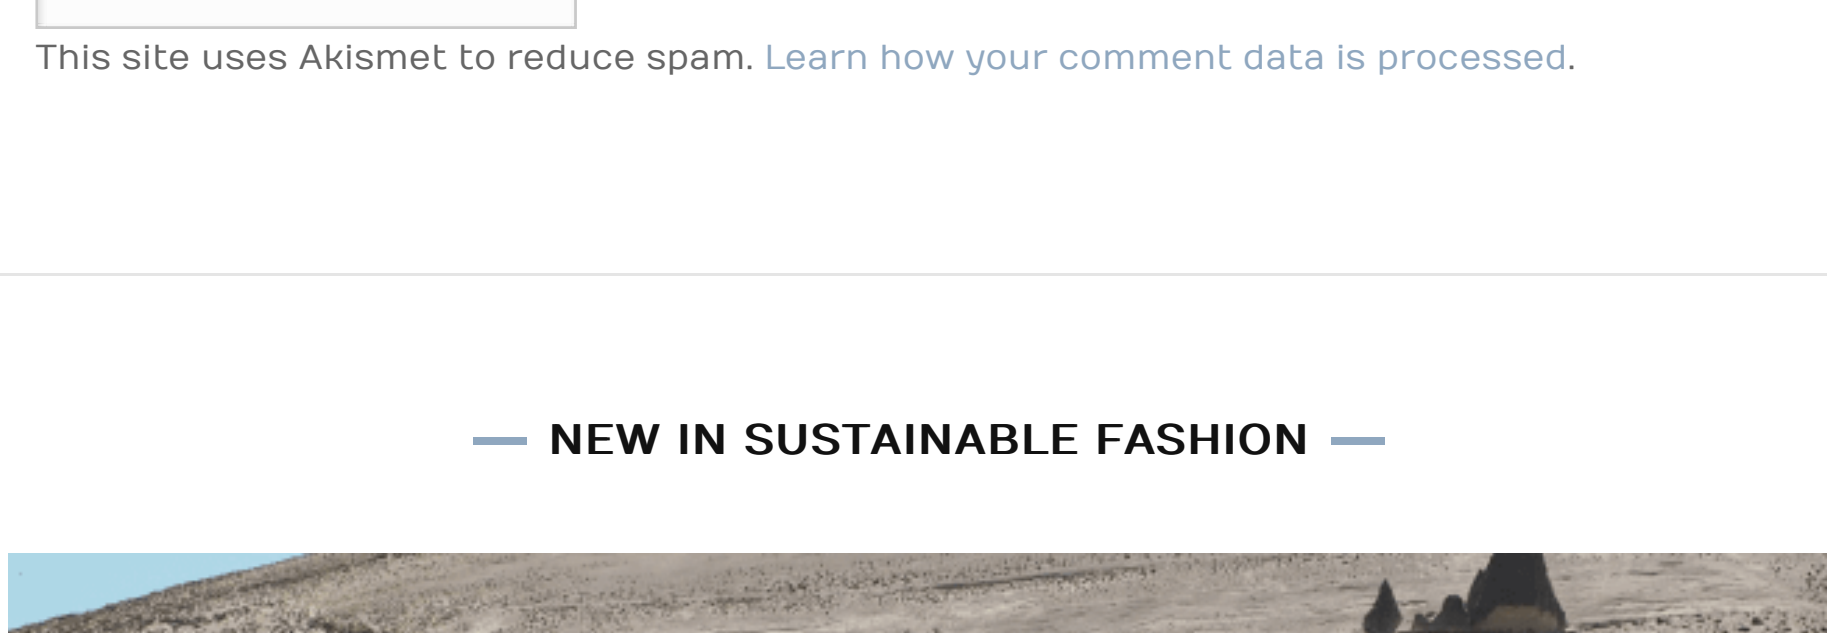 This site uses Akismet to reduce spam. Learn how your comment data is processed.
NEW IN SUSTAINABLE FASHION